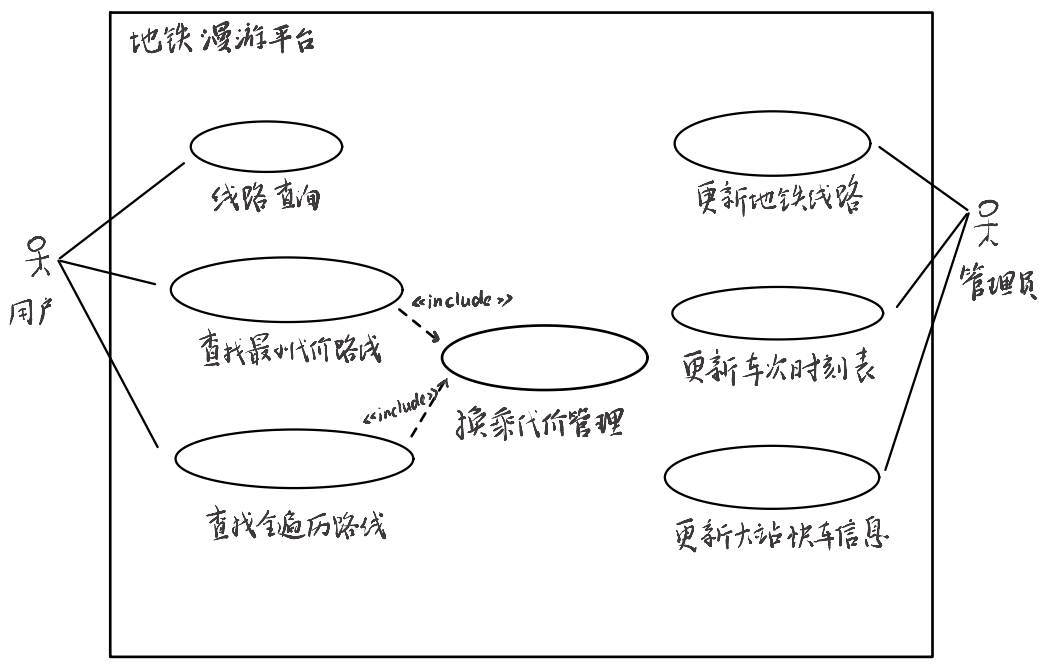 地铁漫游平台
线路查询
用户
查找最小代价路线
<<include>>
<<include>>
查找全遍历路线
换乘代价管理
更新地铁线路
管理员
更新车次时刻表
更新大站快车信息